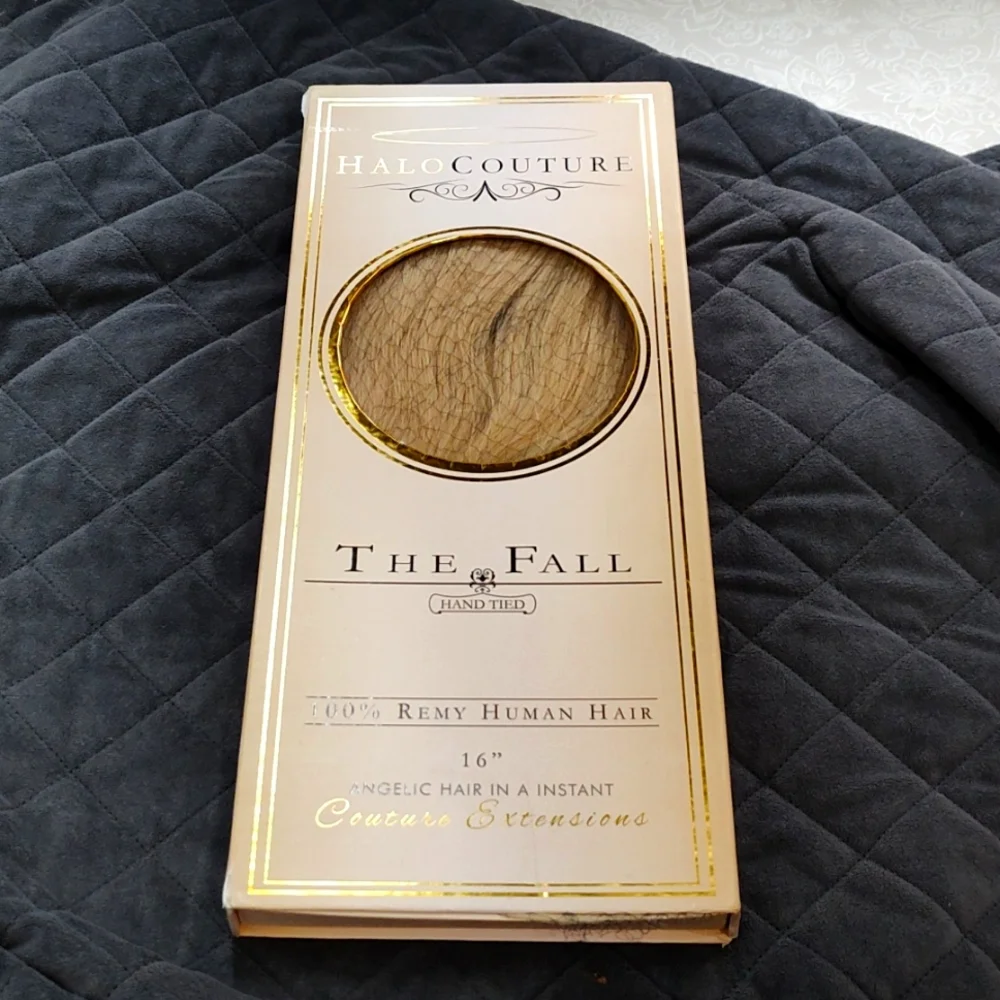 HALOCOUTURE
THE FALL
HAND TIED
100% REMY HUMAN HAIR
16”
ANGELIC HAIR IN A INSTANT
Couture Extensions